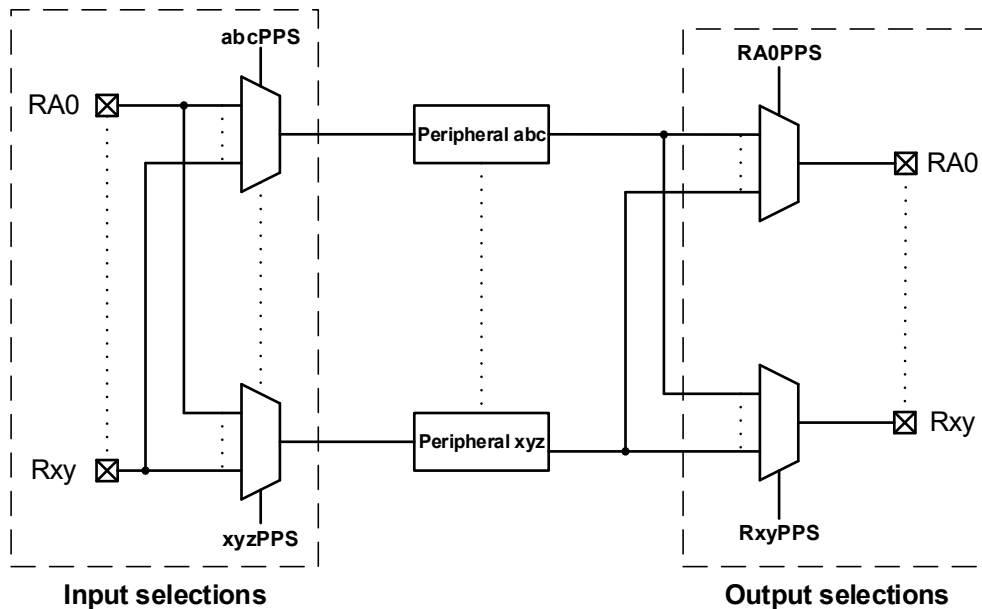 abcPPS
RA0PPS
RA0
Peripheral abc
RA0
Peripheral xyz
Rxy
Rxy
xyzPPS
RxyPPS
Input selections
Output selections